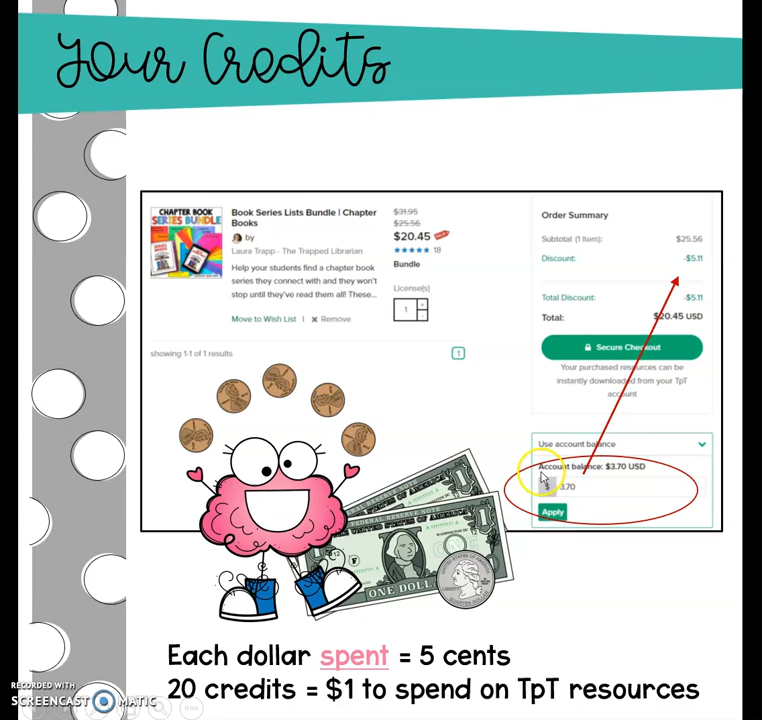 Your Credits
CHAPTER BOOK
SERIES BUNDLE
Book Series Lists Bundle | Chapter
Books
by
Laura Trapp - The Trapped Librarian
Help your students find a chapter book
series they connect with and they won't
stop until they've read them all! These...
Move to Wish List | ✖ Remove
$31.95
$25.56
$20.45 SALE
★★★★★ 18
Bundle
License(s)
1
showing 1-1 of 1 results
1
Order Summary
Subtotal (1 Item): $25.56
Discount: -$5.11
Total Discount: -$5.11
Total: $20.45 USD
Secure Checkout
Your purchased resources can be
instantly downloaded from your TpT
account
Use account balance
Account balance: $3.70 USD
$ 3.70
Apply
FEDERAL RESERVE NOTE
ONE DOLL
Each dollar spent = 5 cents
20 credits = $1 to spend on TpT resources
RECORDED WITH
SCREENCAST MATIC